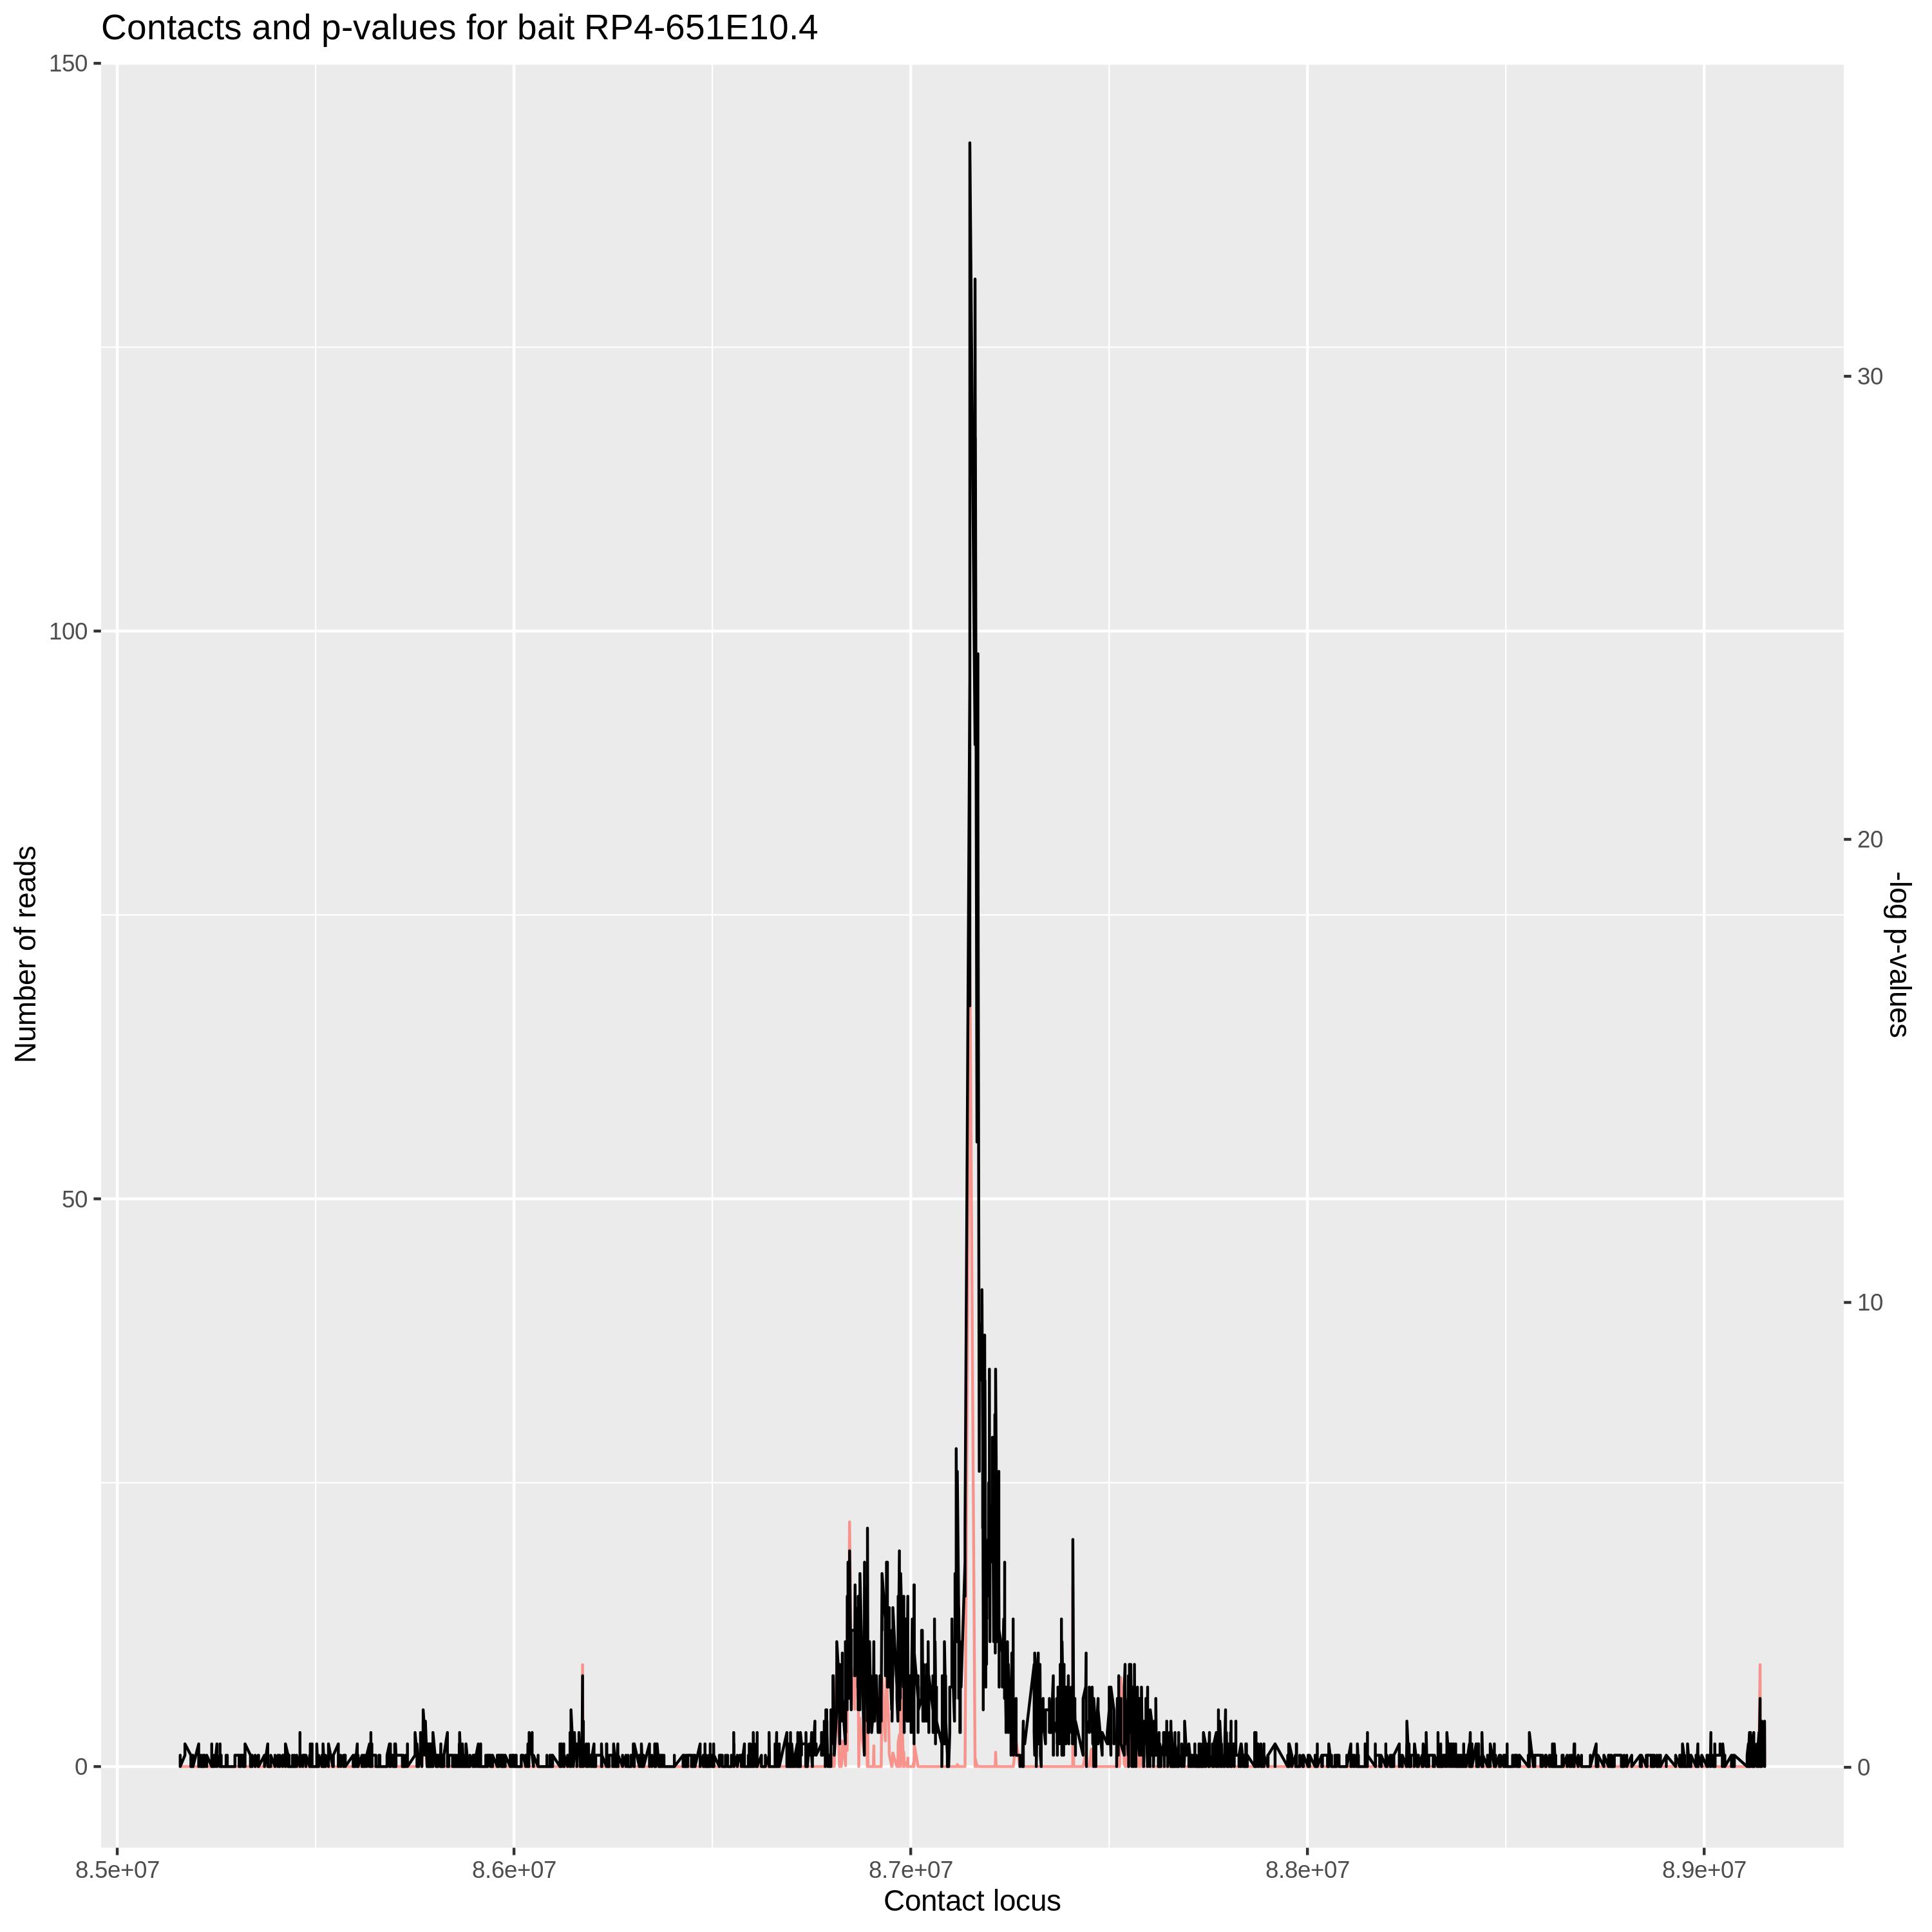 Contacts and p-values for bait RP4-651E10.4
150
100
50
0
Number of reads
30
20
10
0
-log p-values
8.5e+07
8.6e+07
8.7e+07
8.8e+07
8.9e+07
Contact locus